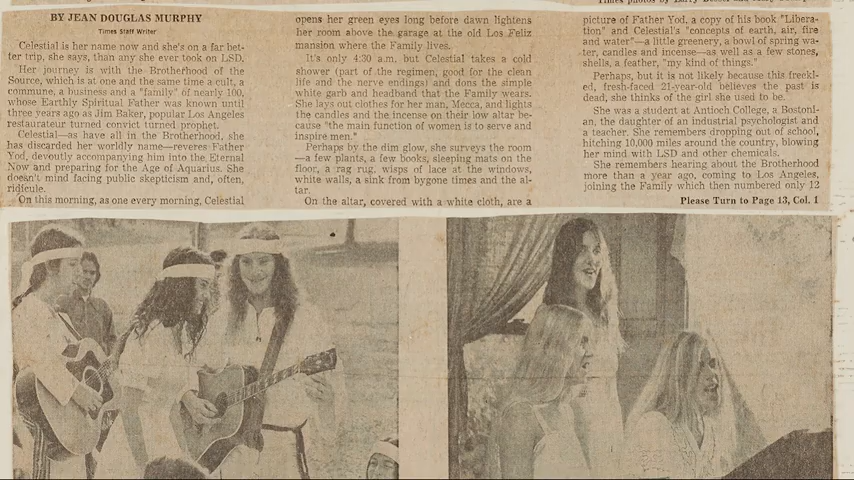 BY JEAN DOUGLAS MURPHY
Times Staff Writer
Celestial is her name now and she's on a far bet-
ter trip, she says, than any she ever took on LSD.
Her journey is with the Brotherhood of the
Source, which is at one and the same time a cult, a
commune, a business and a "family" of nearly 100,
whose Earthly Spiritual Father was known until
three years ago as Jim Baker, popular Los Angeles
restaurateur turned convict turned prophet.
Celestial—as have all in the Brotherhood, she
has discarded her worldly name—reveres Father
Yod, devoutly accompanying him into the Eternal
Now and preparing for the Age of Aquarius. She
doesn't mind facing public skepticism and, often,
ridicule.
On this morning, as one every morning, Celestial
opens her green eyes long before dawn lightens
her room above the garage at the old Los Feliz
mansion where the Family lives.
It's only 4:30 a.m. but Celestial takes a cold
shower (part of the regimen; good for the clean
life and the nerve endings) and dons the simple
white garb and headband that the Family wears.
She lays out clothes for her man, Mecca, and lights
the candles and the incense on their low altar be-
cause "the main function of women is to serve and
inspire men."
Perhaps by the dim glow, she surveys the room
—a few plants, a few books, sleeping mats on the
floor, a rag rug, wisps of lace at the windows,
white walls, a sink from bygone times and the al-
tar.
On the altar, covered with a white cloth, are a
picture of Father Yod, a copy of his book "Libera-
tion" and Celestial's "concepts of earth, air, fire
and water"—a little greenery, a bowl of spring wa-
ter, candles and incense—as well as a few stones,
shells, a feather, "my kind of things."
Perhaps, but it is not likely because this freckl-
ed, fresh-faced 21-year-old believes the past is
dead, she thinks of the girl she used to be.
She was a student at Antioch College, a Bostoni-
an, the daughter of an industrial psychologist and
a teacher. She remembers dropping out of school,
hitching 10,000 miles around the country, blowing
her mind with LSD and other chemicals.
She remembers hearing about the Brotherhood
more than a year ago, coming to Los Angeles,
joining the Family which then numbered only 12
Please Turn to Page 13, Col. 1